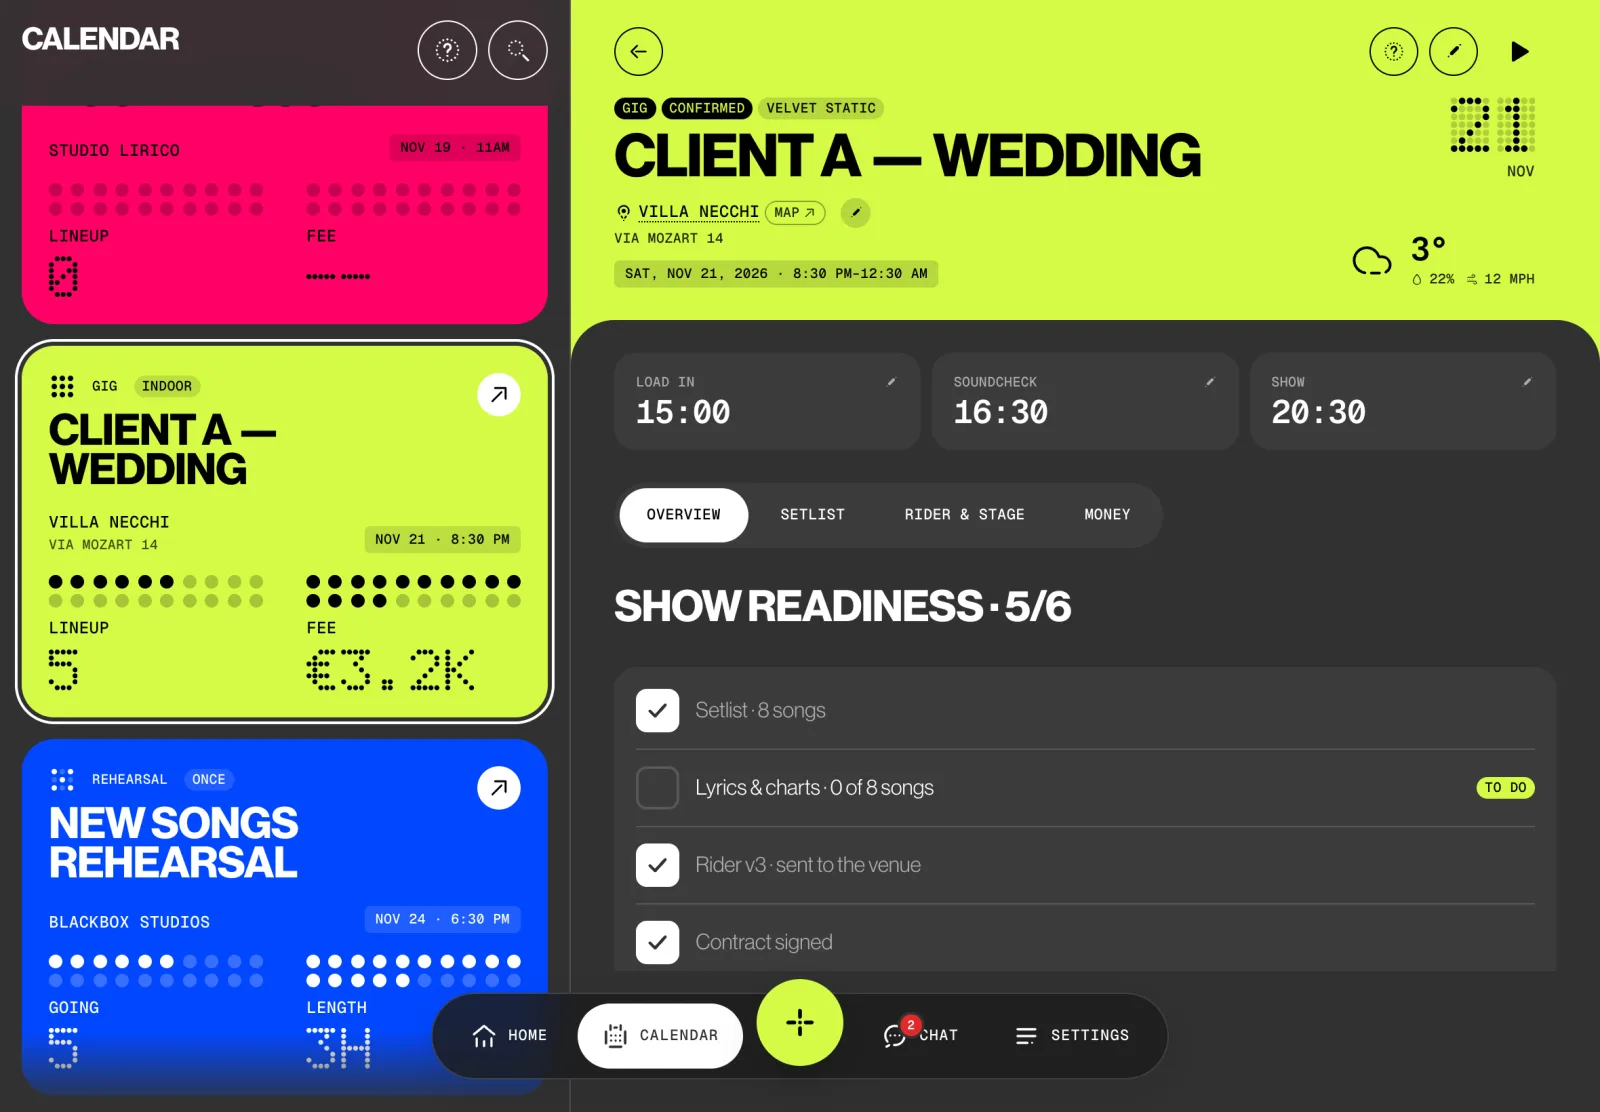 CALENDAR
STUDIO LIRICO
NOV 19 · 11AM
LINEUP
FEE
0
GIG
INDOOR
CLIENT A —
WEDDING
VILLA NECCHI
VIA MOZART 14
NOV 21 · 8:30 PM
LINEUP
FEE
5
€3.2K
REHEARSAL
ONCE
NEW SONGS
REHEARSAL
BLACKBOX STUDIOS
NOV 24 · 6:30 PM
GOING
LENGTH
5
3H
GIG
CONFIRMED
VELVET STATIC
CLIENT A — WEDDING
21
NOV
VILLA NECCHI
MAP
VIA MOZART 14
SAT, NOV 21, 2026 · 8:30 PM–12:30 AM
3°
22%
12 MPH
LOAD IN
15:00
SOUNDCHECK
16:30
SHOW
20:30
OVERVIEW
SETLIST
RIDER & STAGE
MONEY
SHOW READINESS · 5/6
Setlist · 8 songs
Lyrics & charts · 0 of 8 songs
TO DO
Rider v3 · sent to the venue
Contract signed
HOME
CALENDAR
2
CHAT
SETTINGS